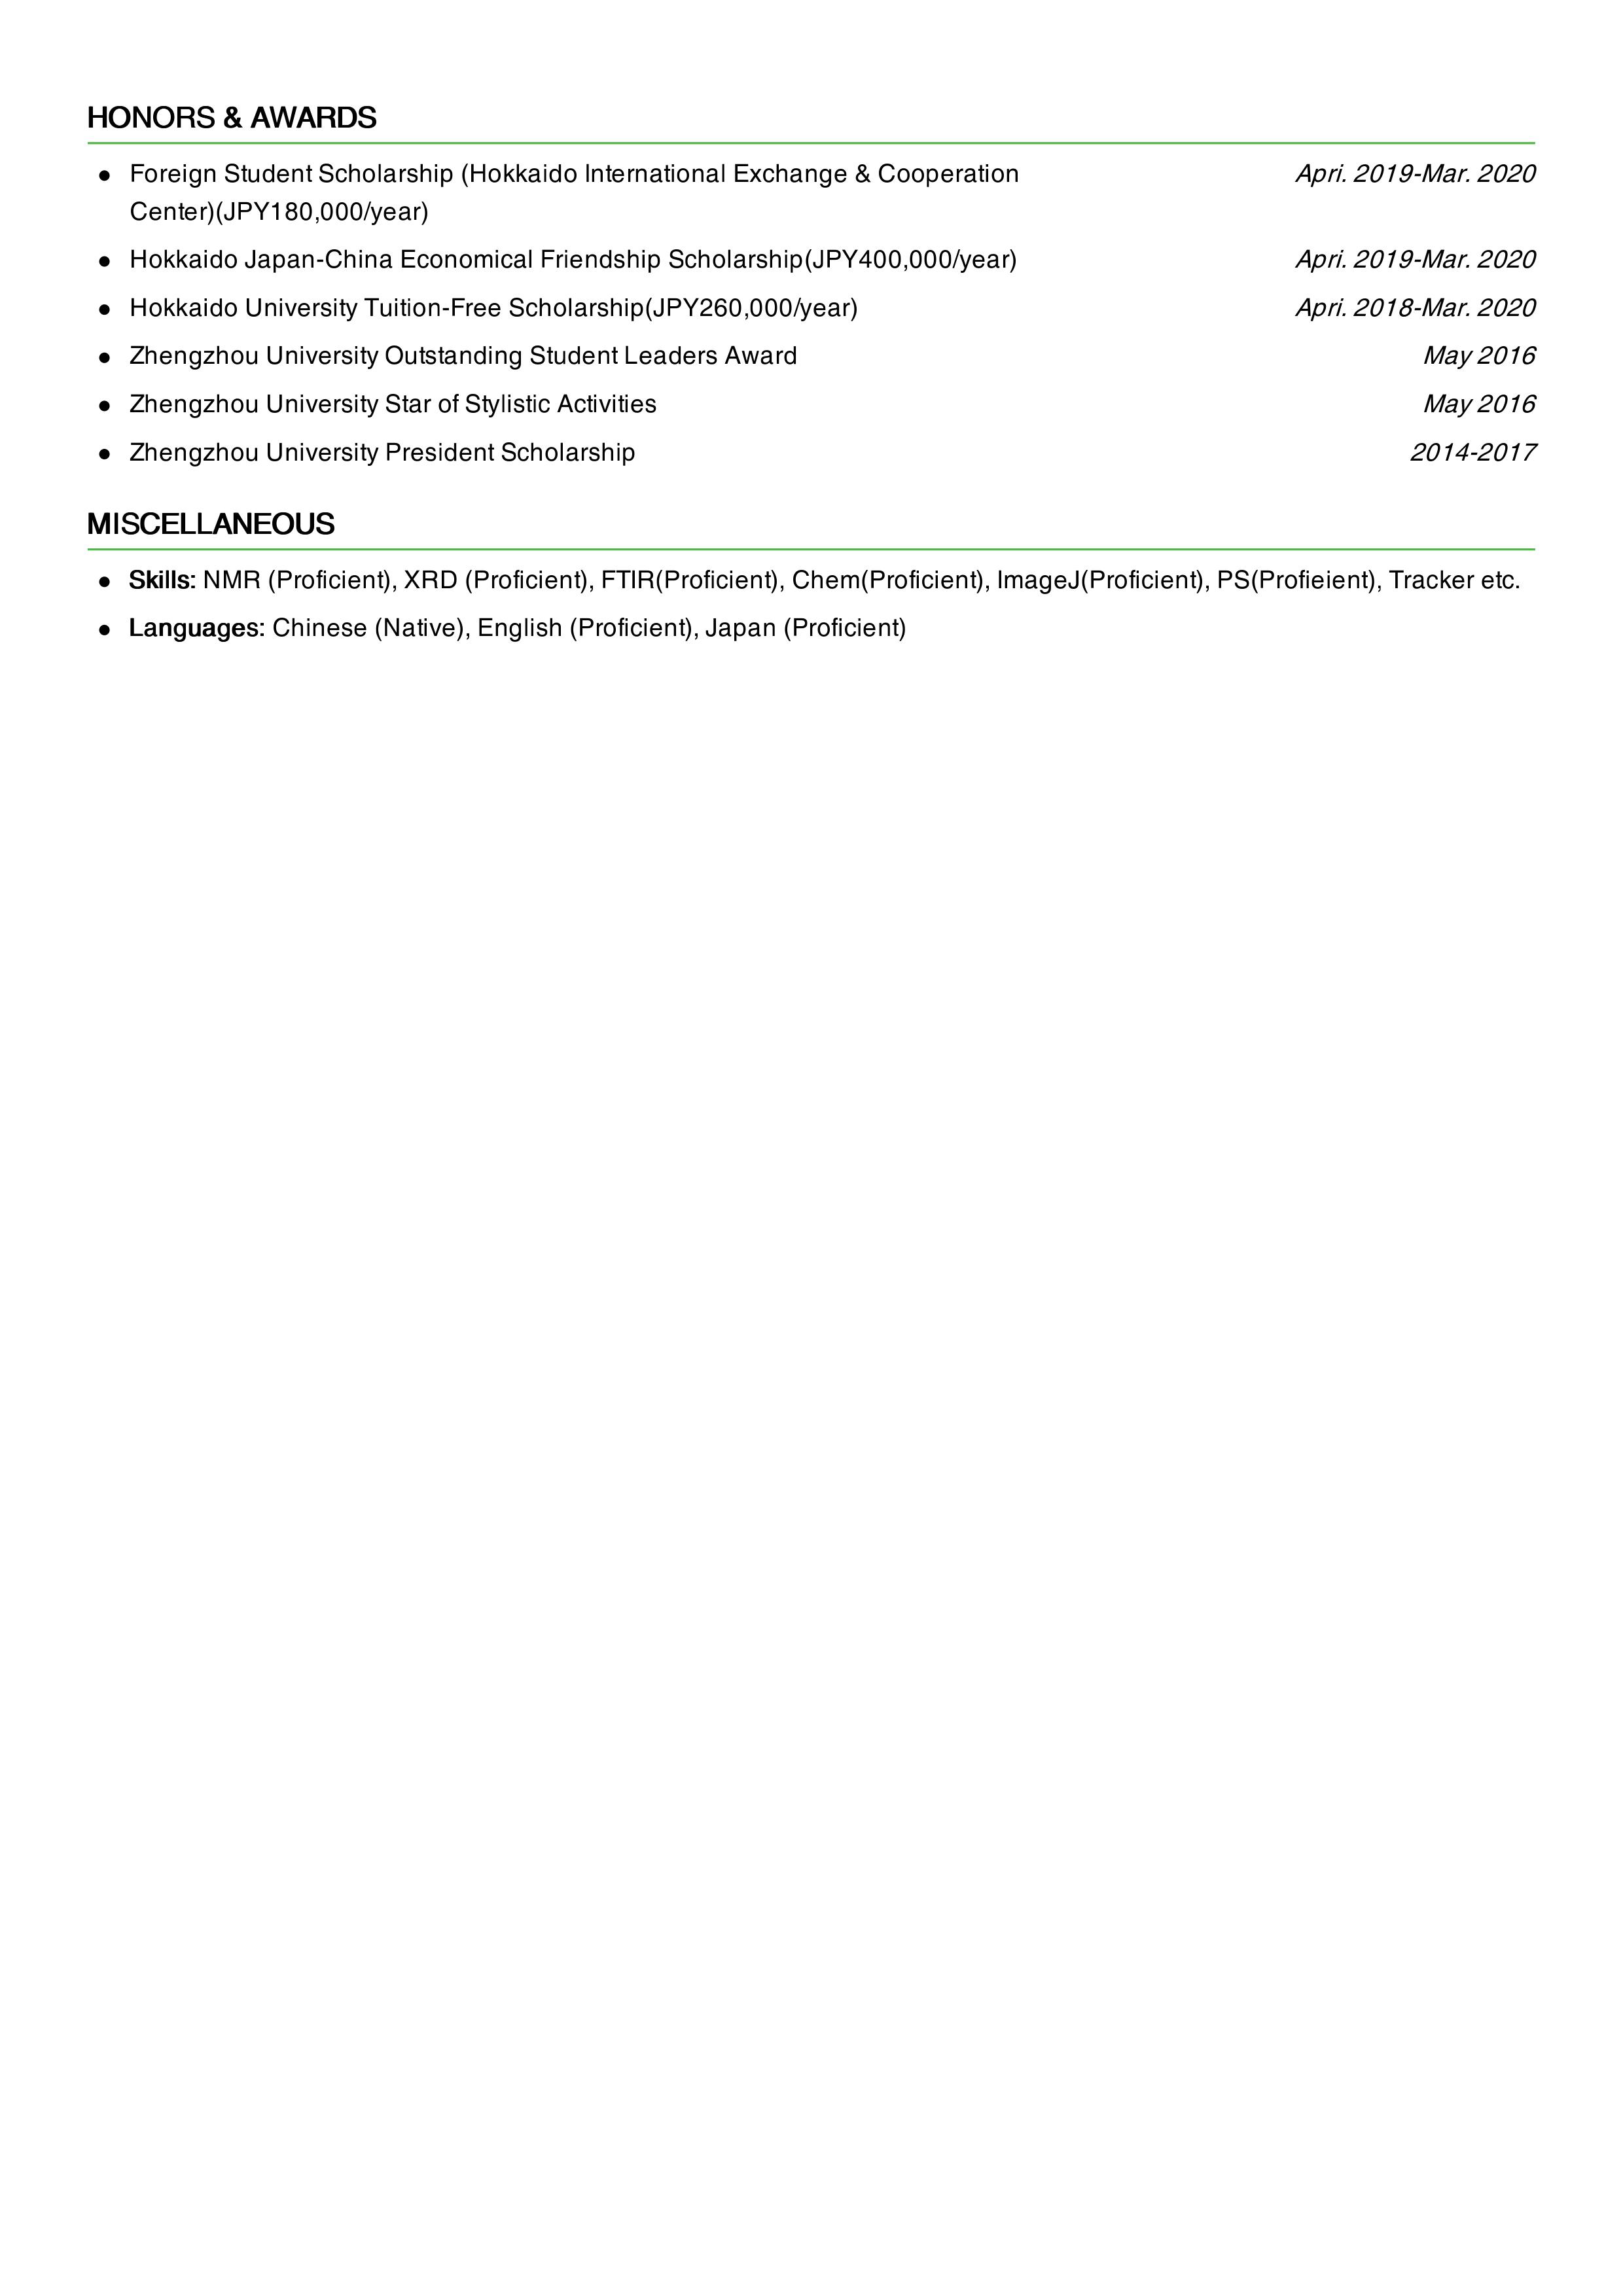 HONORS & AWARDS
● Foreign Student Scholarship (Hokkaido International Exchange & Cooperation Apri. 2019-Mar. 2020
Center)(JPY180,000/year)
● Hokkaido Japan-China Economical Friendship Scholarship(JPY400,000/year) Apri. 2019-Mar. 2020
● Hokkaido University Tuition-Free Scholarship(JPY260,000/year) Apri. 2018-Mar. 2020
● Zhengzhou University Outstanding Student Leaders Award May 2016
● Zhengzhou University Star of Stylistic Activities May 2016
● Zhengzhou University President Scholarship 2014-2017
MISCELLANEOUS
● Skills: NMR (Proficient), XRD (Proficient), FTIR(Proficient), Chem(Proficient), ImageJ(Proficient), PS(Profieient), Tracker etc.
● Languages: Chinese (Native), English (Proficient), Japan (Proficient)